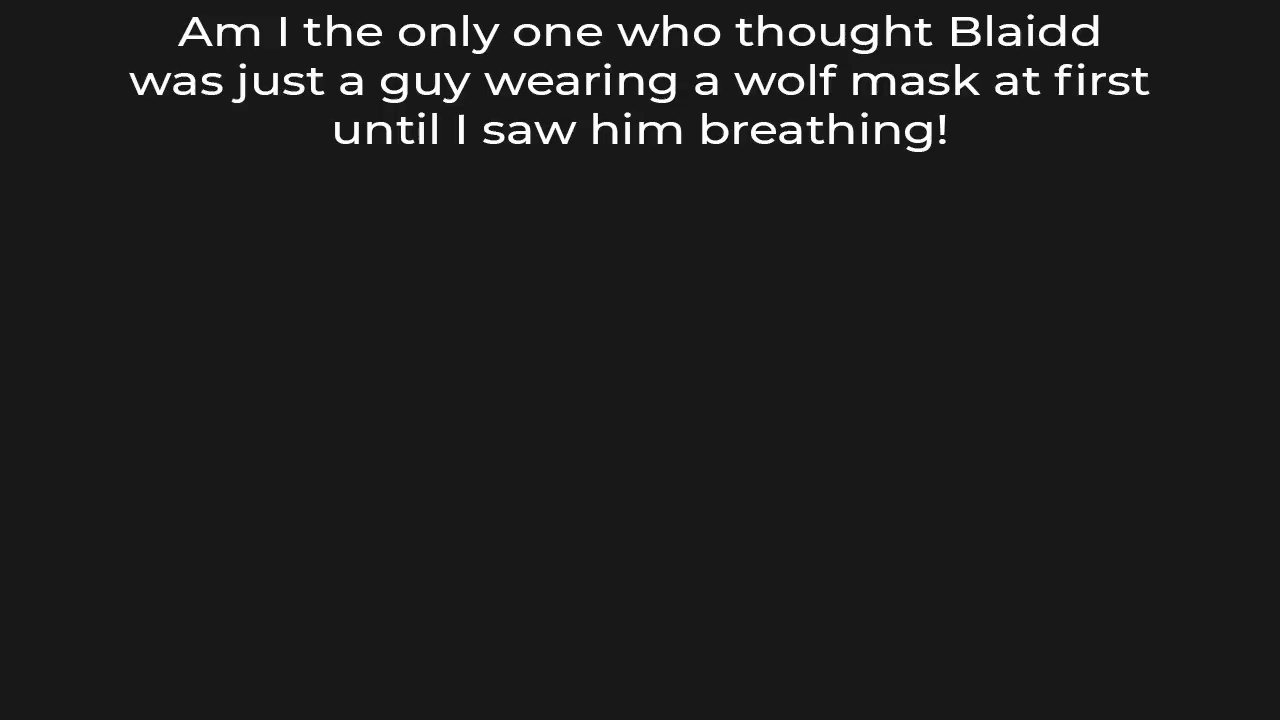 Am I the only one who thought Blaidd
was just a guy wearing a wolf mask at first
until I saw him breathing!